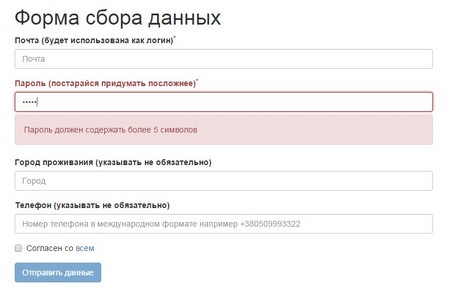 Форма сбора данных
Почта (будет использована как логин)*
Почта
Пароль (постарайся придумать посложнее)*
•••••
Пароль должен содержать более 5 символов
Город проживания (указывать не обязательно)
Город
Телефон (указывать не обязательно)
Номер телефона в международном формате например +380509993322
Согласен со всем
Отправить данные